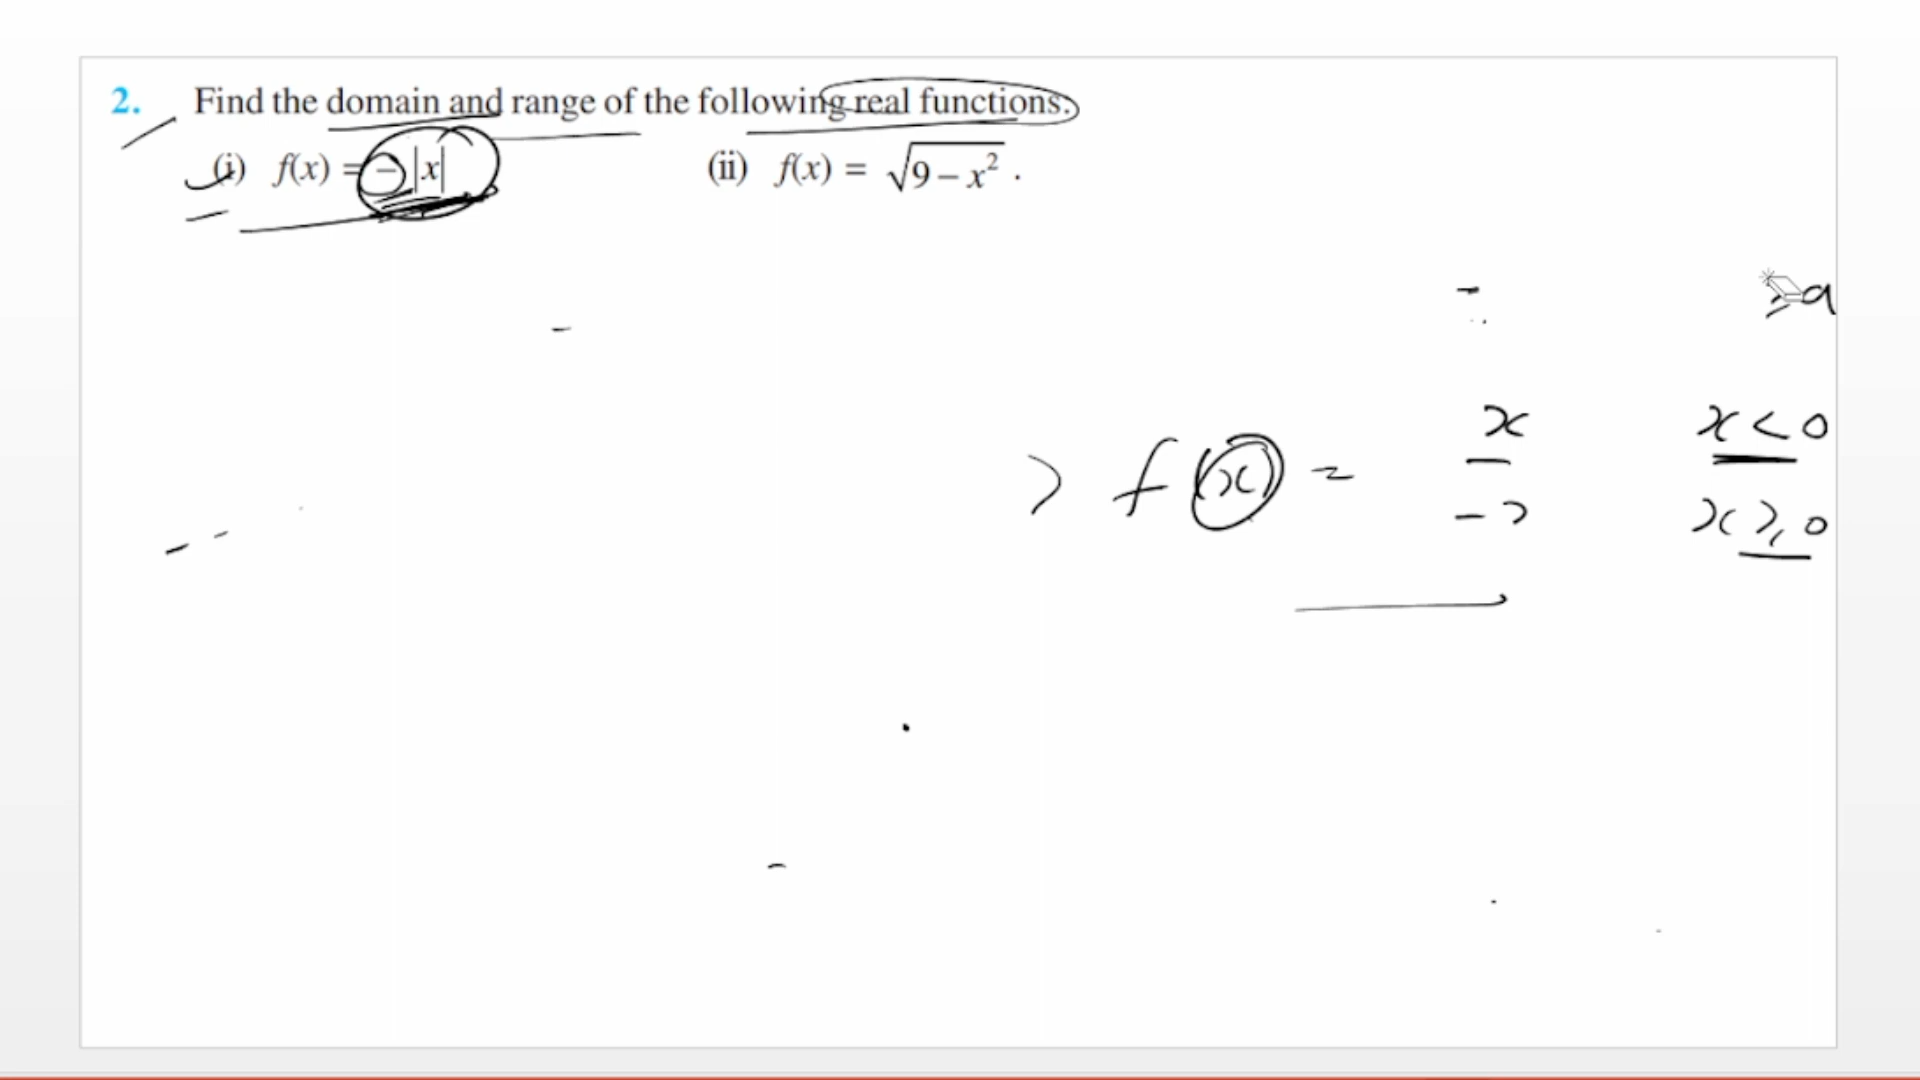 2. Find the domain and range of the following real functions.
(i) f(x) = −|x| (ii) f(x) = √9 − x² .
a
x x<0
f(x) =
x ⩾ 0